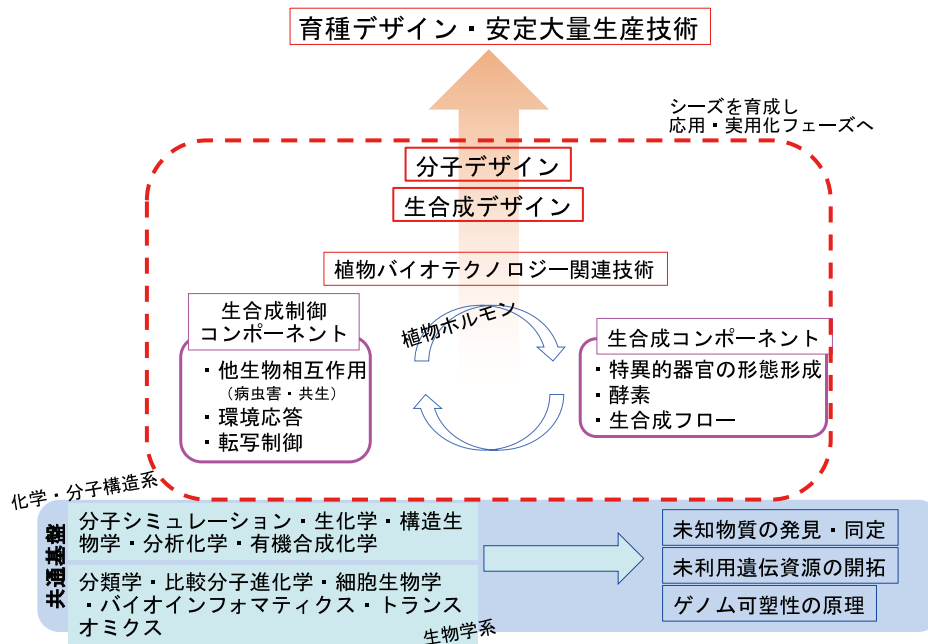 育種デザイン・安定大量生産技術
シーズを育成し
応用・実用化フェーズへ
分子デザイン
生合成デザイン
植物バイオテクノロジー関連技術
生合成制御
コンポーネント
・他生物相互作用
（病虫害・共生）
・環境応答
・転写制御
植物ホルモン
生合成コンポーネント
・特異的器官の形態形成
・酵素
・生合成フロー
化学・分子構造系
共通基盤
分子シミュレーション・生化学・構造生
物学・分析化学・有機合成化学
分類学・比較分子進化学・細胞生物学
・バイオインフォマティクス・トランス
オミクス
生物学系
未知物質の発見・同定
未利用遺伝資源の開拓
ゲノム可塑性の原理